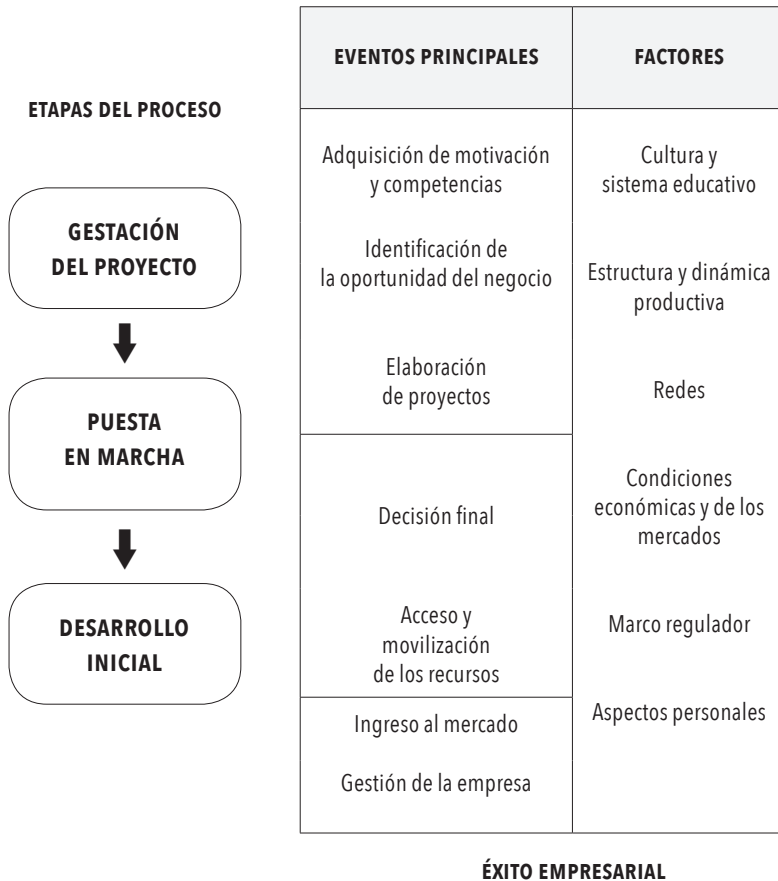 ETAPAS DEL PROCESO
GESTACIÓN
DEL PROYECTO
PUESTA
EN MARCHA
DESARROLLO
INICIAL
EVENTOS PRINCIPALES
Adquisición de motivación
y competencias
Identificación de
la oportunidad del negocio
Elaboración
de proyectos
Decisión final
Acceso y
movilización
de los recursos
Ingreso al mercado
Gestión de la empresa
FACTORES
Cultura y
sistema educativo
Estructura y dinámica
productiva
Redes
Condiciones
económicas y de los
mercados
Marco regulador
Aspectos personales
ÉXITO EMPRESARIAL